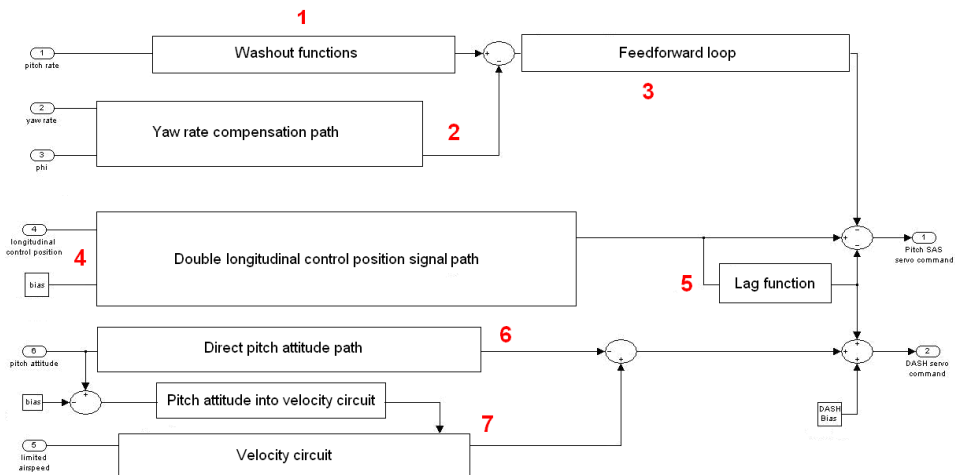 1
1
Washout functions
pitch rate
+
-
Feedforward loop
3
2
yaw rate
Yaw rate compensation path
2
3
phi
4
longitudinal
control position
4
bias
Double longitudinal control position signal path
+
-
-
1
Pitch SAS
servo command
5
Lag function
6
pitch attitude
Direct pitch attitude path
6
-
+
+
+
+
2
DASH servo
command
bias
-
+
Pitch attitude into velocity circuit
DASH
Bias
7
5
limited
airspeed
Velocity circuit